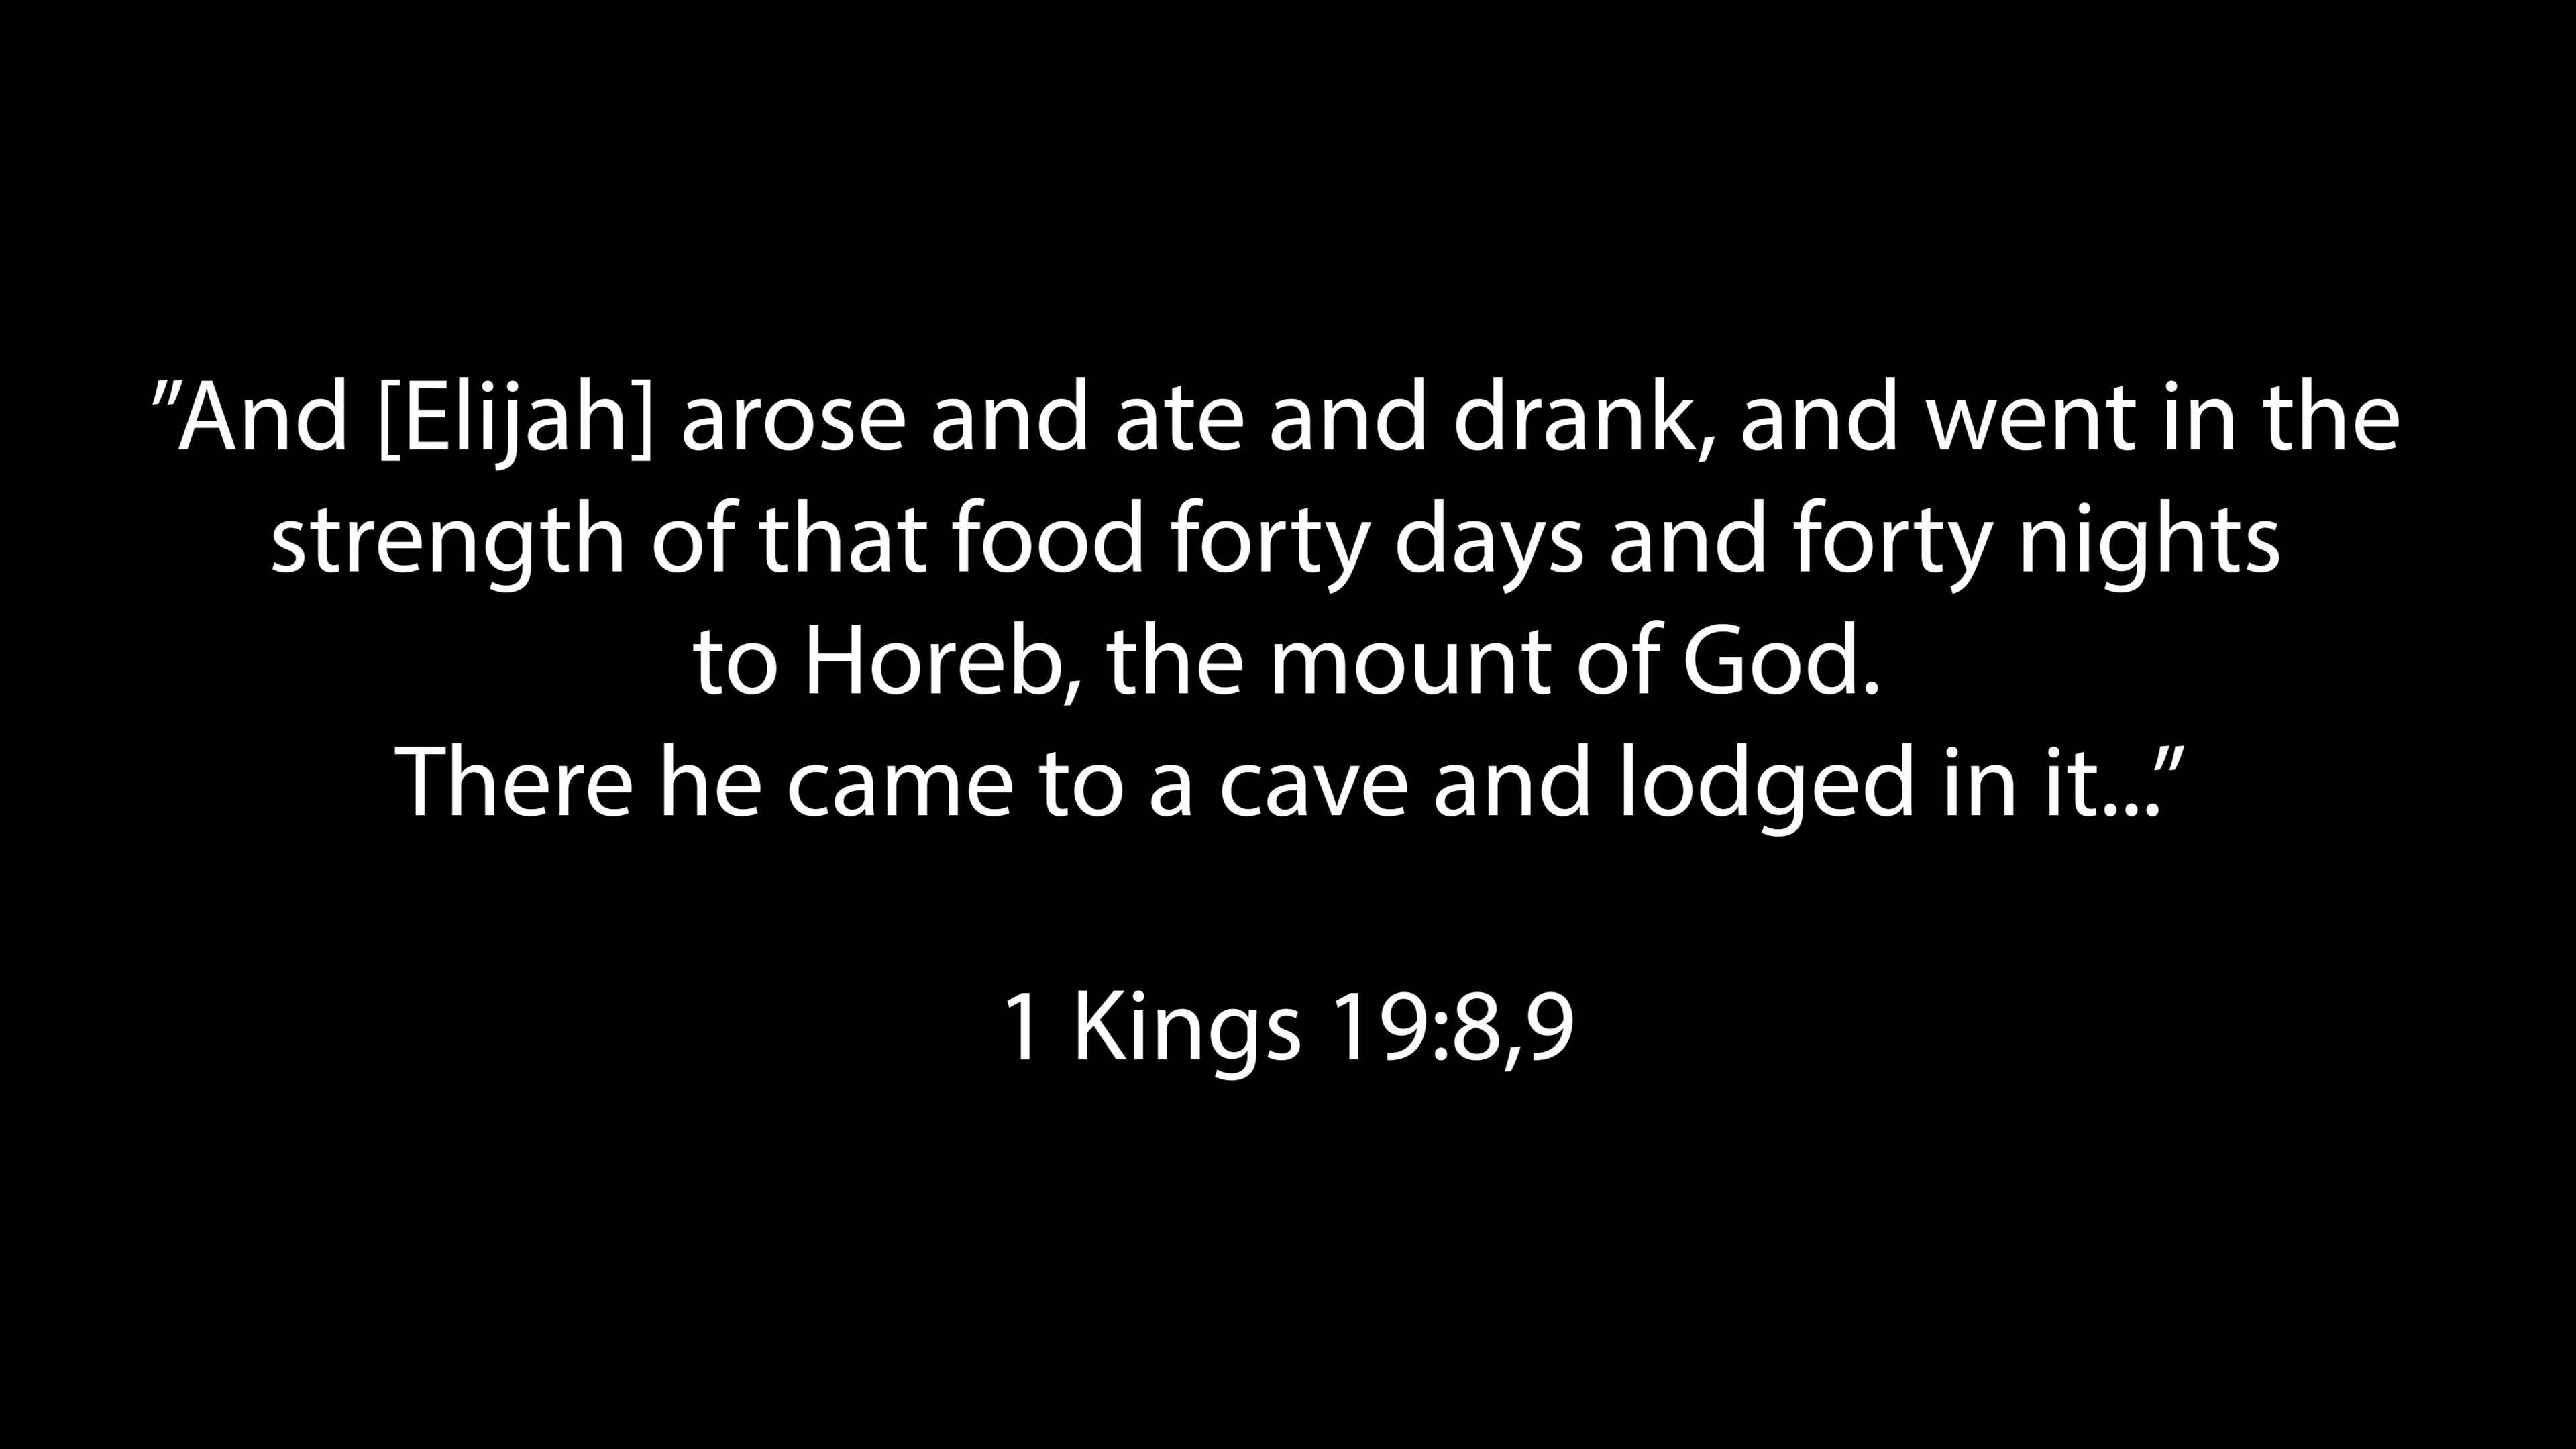 ”And [Elijah] arose and ate and drank, and went in the
strength of that food forty days and forty nights
to Horeb, the mount of God.
There he came to a cave and lodged in it...”
1 Kings 19:8,9